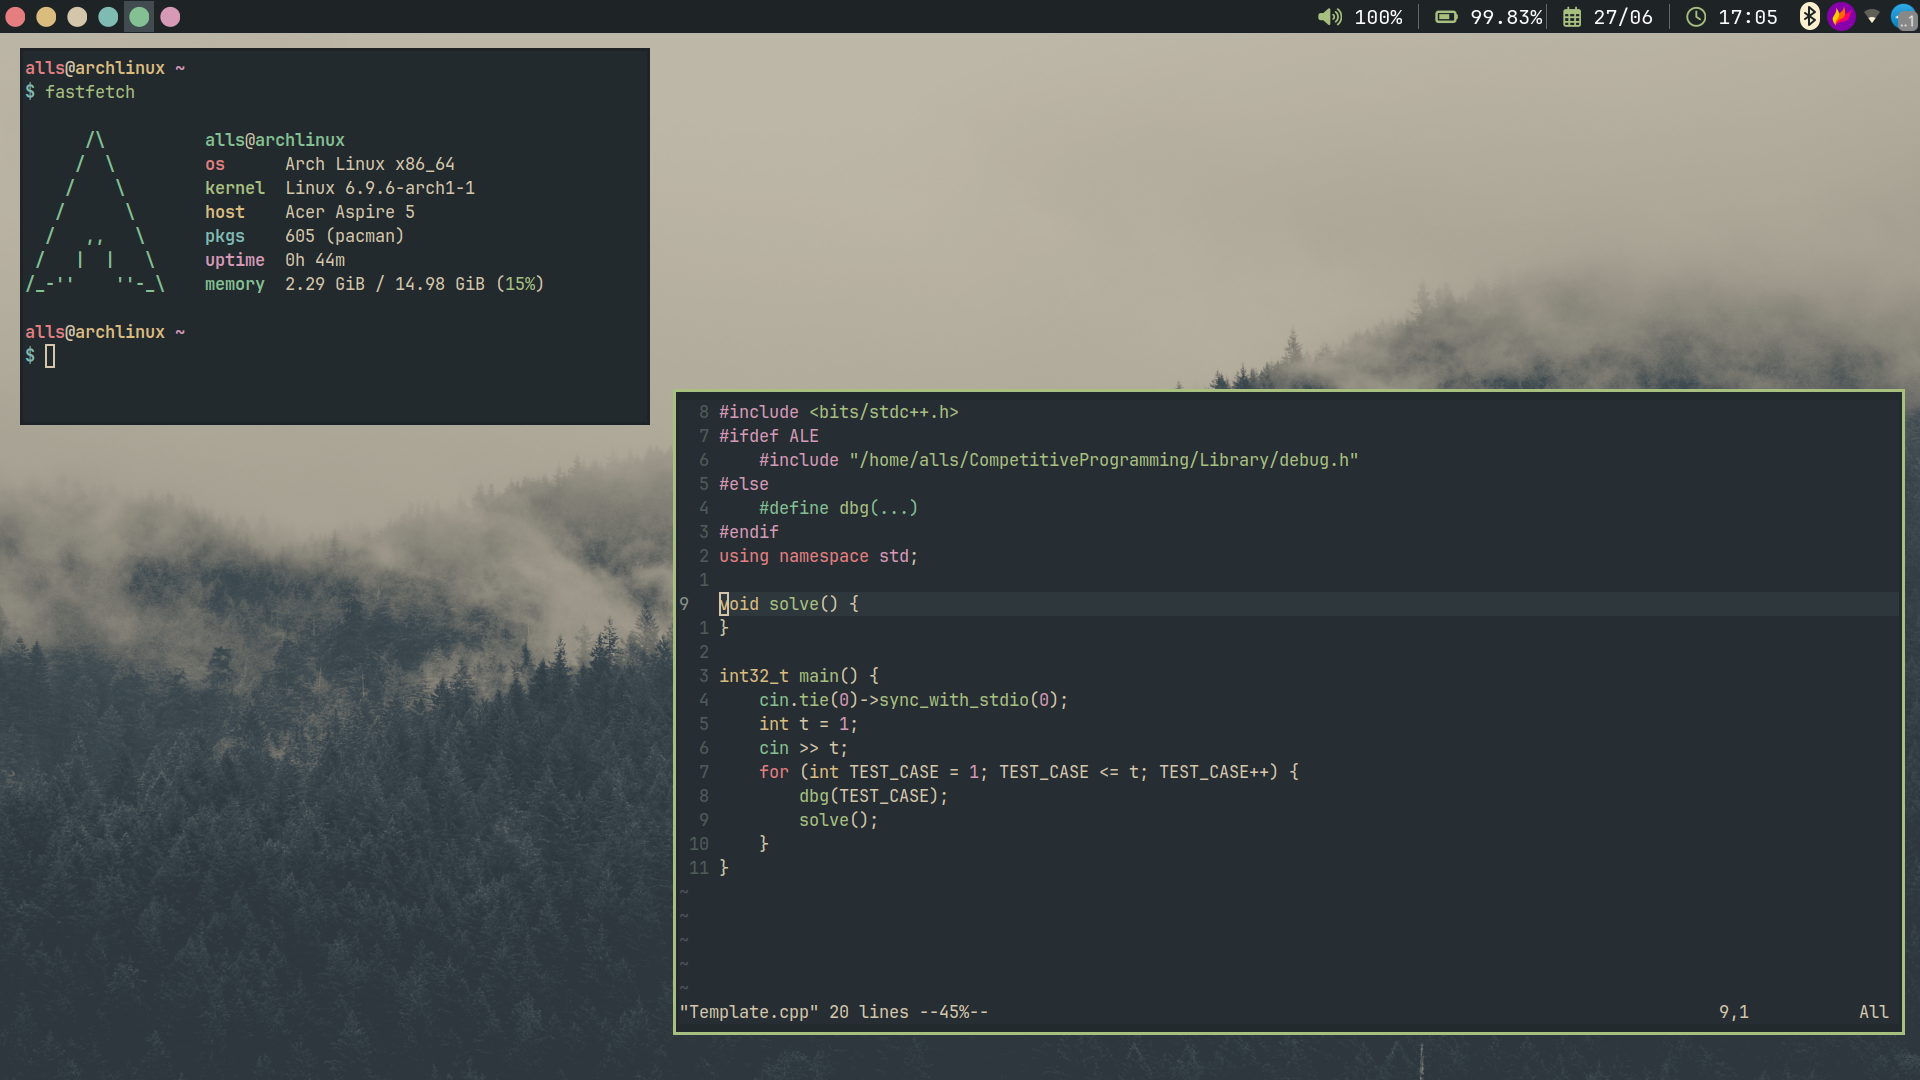 100% 99.83% 27/06 17:05
alls@archlinux ~
$ fastfetch
/\ alls@archlinux
/ \ os Arch Linux x86_64
/ \ kernel Linux 6.9.6-arch1-1
/ \ host Acer Aspire 5
/ ,, \ pkgs 605 (pacman)
/ | | \ uptime 0h 44m
/_-'' ''-_\ memory 2.29 GiB / 14.98 GiB (15%)
alls@archlinux ~
$
8 #include <bits/stdc++.h>
7 #ifdef ALE
6 #include "/home/alls/CompetitiveProgramming/Library/debug.h"
5 #else
4 #define dbg(...)
3 #endif
2 using namespace std;
1
9 void solve() {
1 }
2
3 int32_t main() {
4 cin.tie(0)->sync_with_stdio(0);
5 int t = 1;
6 cin >> t;
7 for (int TEST_CASE = 1; TEST_CASE <= t; TEST_CASE++) {
8 dbg(TEST_CASE);
9 solve();
10 }
11 }
~
~
~
~
~
"Template.cpp" 20 lines --45%-- 9,1 All